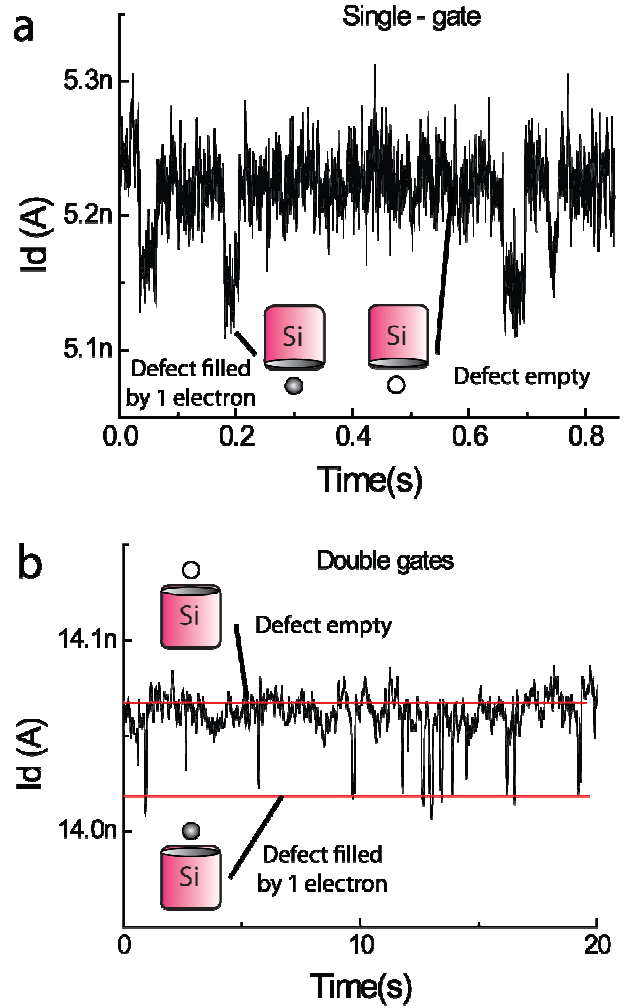 a
Single - gate
5.3n
5.2n
5.1n
Id (A)
Si
Si
Defect filled
by 1 electron
Defect empty
0.0
0.2
0.4
0.6
0.8
Time(s)
b
Double gates
Si
Defect empty
14.1n
14.0n
Id (A)
Si
Defect filled
by 1 electron
0
10
20
Time(s)